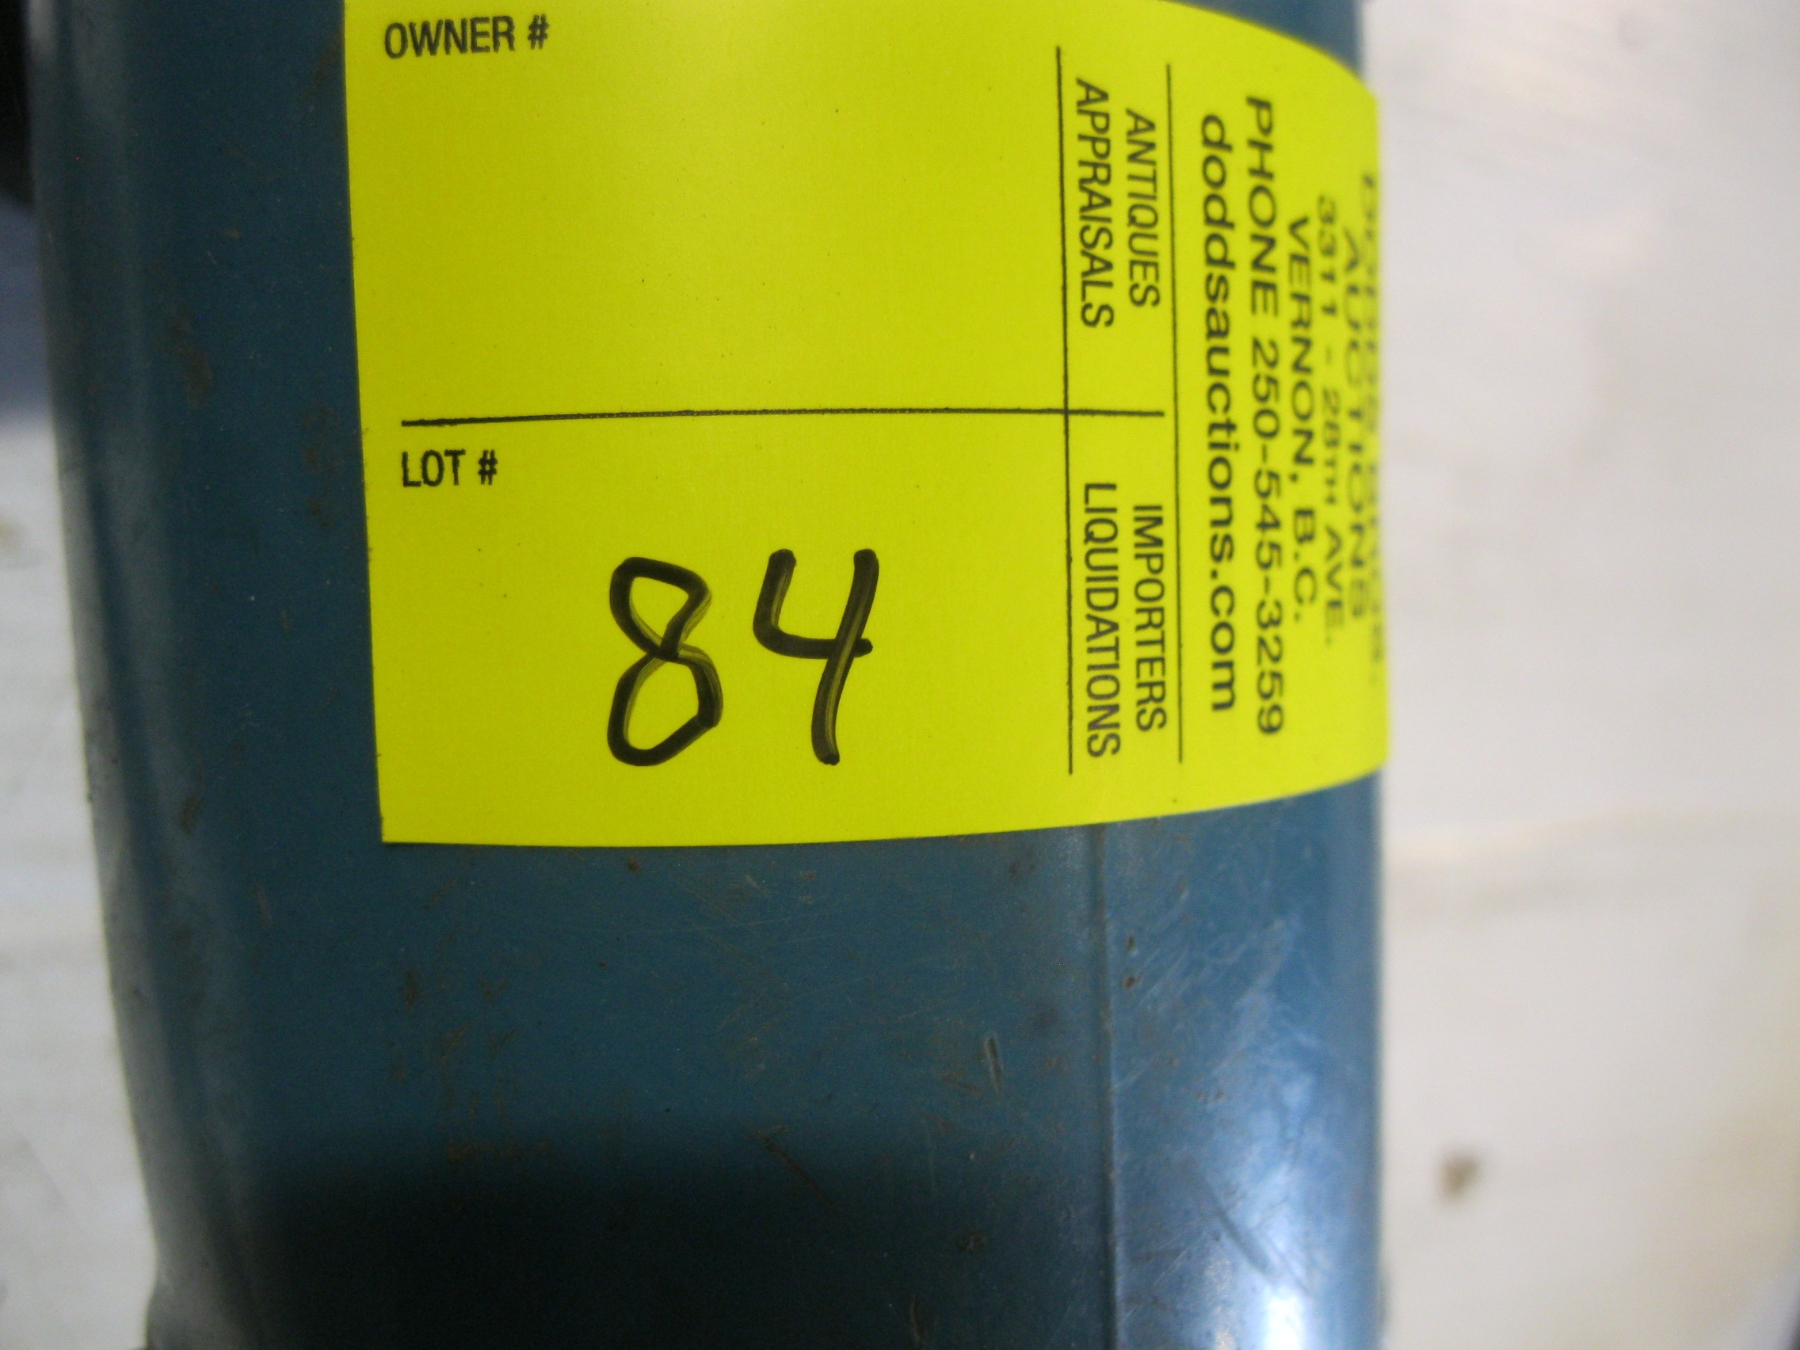 OWNER #
LOT #
84
AUCTIONS
3311 - 28TH AVE.
VERNON, B.C.
PHONE 250-545-3259
doddsauctions.com
ANTIQUES
APPRAISALS
IMPORTERS
LIQUIDATIONS